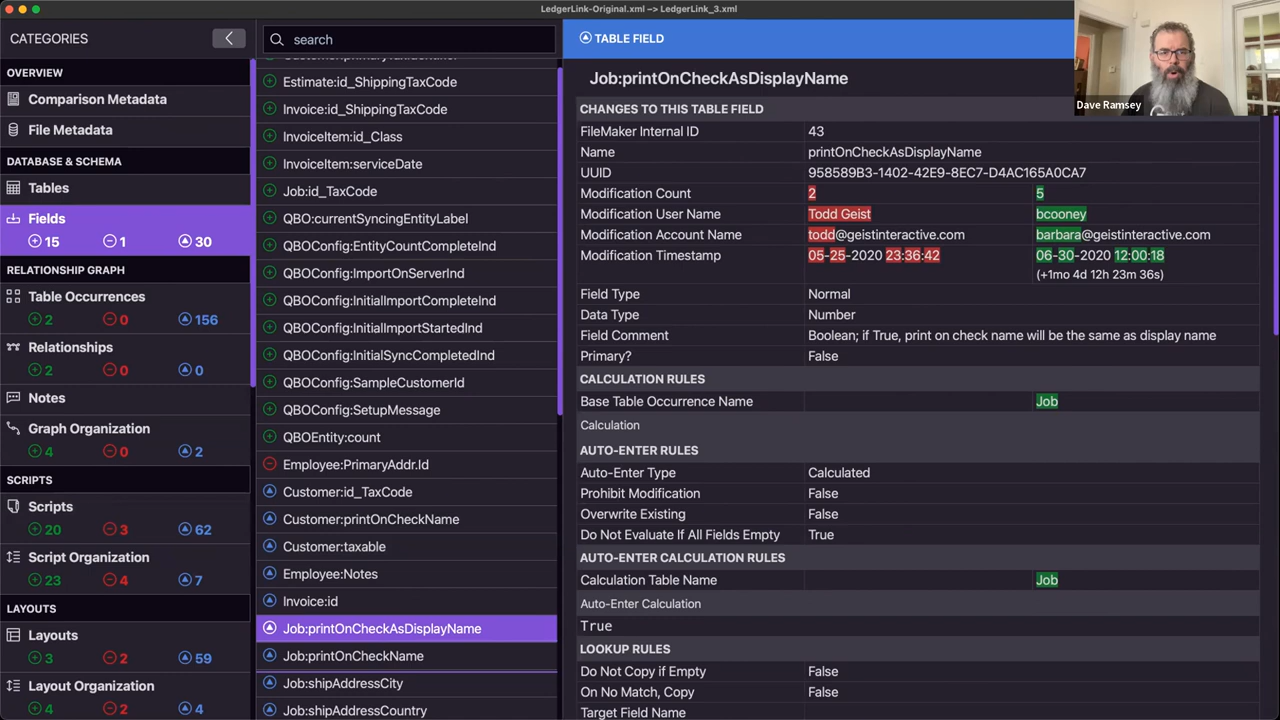 LedgerLink-Original.xml –> LedgerLink_3.xml
CATEGORIES
OVERVIEW
Comparison Metadata
File Metadata
DATABASE & SCHEMA
Tables
Fields
15 1 30
RELATIONSHIP GRAPH
Table Occurrences
2 0 156
Relationships
2 0 0
Notes
Graph Organization
4 0 2
SCRIPTS
Scripts
20 3 62
Script Organization
23 4 7
LAYOUTS
Layouts
3 2 59
Layout Organization
4 2 4
search
Estimate:id_ShippingTaxCode
Invoice:id_ShippingTaxCode
InvoiceItem:id_Class
InvoiceItem:serviceDate
Job:id_TaxCode
QBO:currentSyncingEntityLabel
QBOConfig:EntityCountCompleteInd
QBOConfig:ImportOnServerInd
QBOConfig:InitialImportCompleteInd
QBOConfig:InitialImportStartedInd
QBOConfig:InitialSyncCompletedInd
QBOConfig:SampleCustomerId
QBOConfig:SetupMessage
QBOEntity:count
Employee:PrimaryAddr.Id
Customer:id_TaxCode
Customer:printOnCheckName
Customer:taxable
Employee:Notes
Invoice:id
Job:printOnCheckAsDisplayName
Job:printOnCheckName
Job:shipAddressCity
Job:shipAddressCountry
TABLE FIELD
Job:printOnCheckAsDisplayName
CHANGES TO THIS TABLE FIELD
FileMaker Internal ID 43
Name printOnCheckAsDisplayName
UUID 958589B3-1402-42E9-8EC7-D4AC165A0CA7
Modification Count 2 5
Modification User Name Todd Geist bcooney
Modification Account Name todd@geistinteractive.com barbara@geistinteractive.com
Modification Timestamp 05-25-2020 23:36:42 06-30-2020 12:00:18
(+1mo 4d 12h 23m 36s)
Field Type Normal
Data Type Number
Field Comment Boolean; if True, print on check name will be the same as display name
Primary? False
CALCULATION RULES
Base Table Occurrence Name Job
Calculation
AUTO-ENTER RULES
Auto-Enter Type Calculated
Prohibit Modification False
Overwrite Existing False
Do Not Evaluate If All Fields Empty True
AUTO-ENTER CALCULATION RULES
Calculation Table Name Job
Auto-Enter Calculation
True
LOOKUP RULES
Do Not Copy if Empty False
On No Match, Copy False
Target Field Name
Dave Ramsey